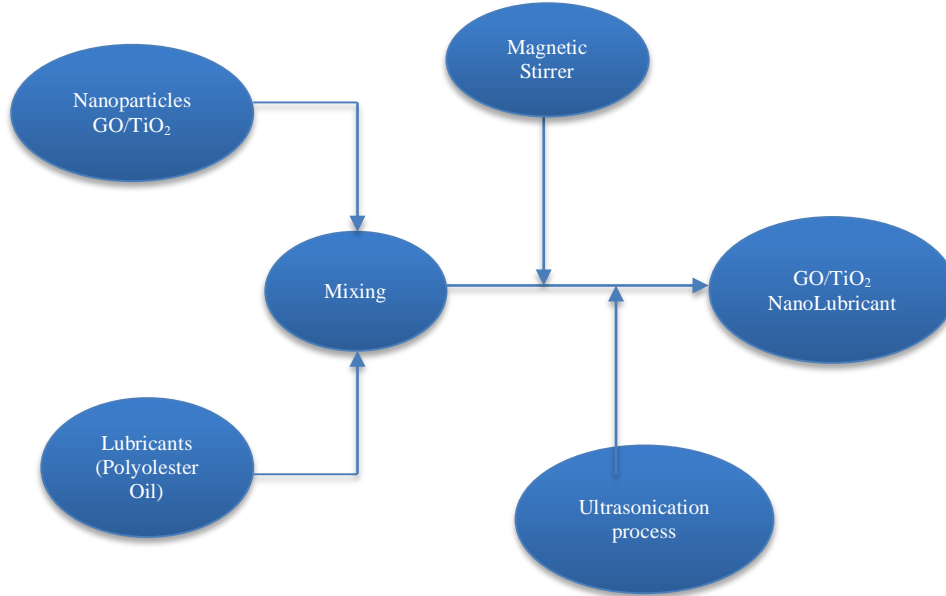 Magnetic
Stirrer
Nanoparticles
GO/TiO₂
Mixing
GO/TiO₂
NanoLubricant
Lubricants
(Polyolester
Oil)
Ultrasonication
process